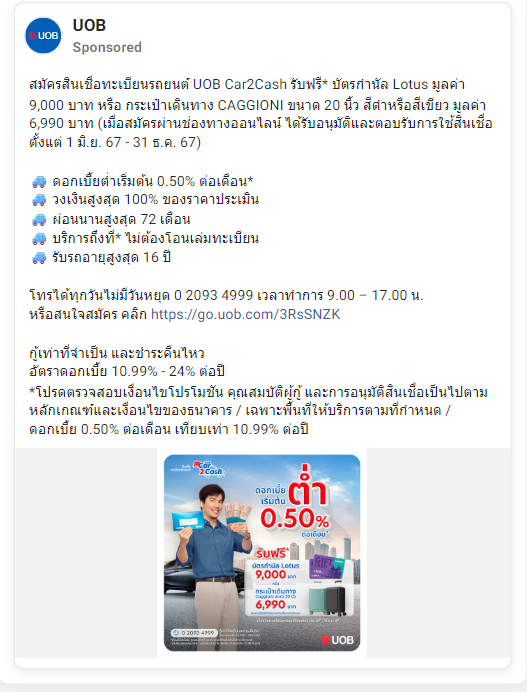 UOB
UOB
Sponsored
สมัครสินเชื่อทะเบียนรถยนต์ UOB Car2Cash รับฟรี* บัตรกำนัล Lotus มูลค่า
9,000 บาท หรือ กระเป๋าเดินทาง CAGGIONI ขนาด 20 นิ้ว สีดำหรือสีเขียว มูลค่า
6,990 บาท (เมื่อสมัครผ่านช่องทางออนไลน์ ได้รับอนุมัติและตอบรับการใช้สินเชื่อ
ตั้งแต่ 1 มิ.ย. 67 - 31 ธ.ค. 67)
🚙 ดอกเบี้ยต่ำเริ่มต้น 0.50% ต่อเดือน*
🚙 วงเงินสูงสุด 100% ของราคาประเมิน
🚙 ผ่อนนานสูงสุด 72 เดือน
🚙 บริการถึงที่* ไม่ต้องโอนเล่มทะเบียน
🚙 รับรถอายุสูงสุด 16 ปี
โทรได้ทุกวันไม่มีวันหยุด 0 2093 4999 เวลาทำการ 9.00 – 17.00 น.
หรือสนใจสมัคร คลิก https://go.uob.com/3RsSNZK
กู้เท่าที่จำเป็น และชำระคืนไหว
อัตราดอกเบี้ย 10.99% - 24% ต่อปี
*โปรดตรวจสอบเงื่อนไขโปรโมชัน คุณสมบัติผู้กู้ และการอนุมัติสินเชื่อเป็นไปตาม
หลักเกณฑ์และเงื่อนไขของธนาคาร / เฉพาะพื้นที่ให้บริการตามที่กำหนด /
ดอกเบี้ย 0.50% ต่อเดือน เทียบเท่า 10.99% ต่อปี
Car
2Cash
ดอกเบี้ย
เริ่มต้น
ต่ำ
0.50%
ต่อเดือน*
รับฟรี*
บัตรกำนัล Lotus
9,000 บาท
หรือ
กระเป๋าเดินทาง
Caggioni ขนาด 20 นิ้ว
6,990 บาท
0 2093 4999
UOB